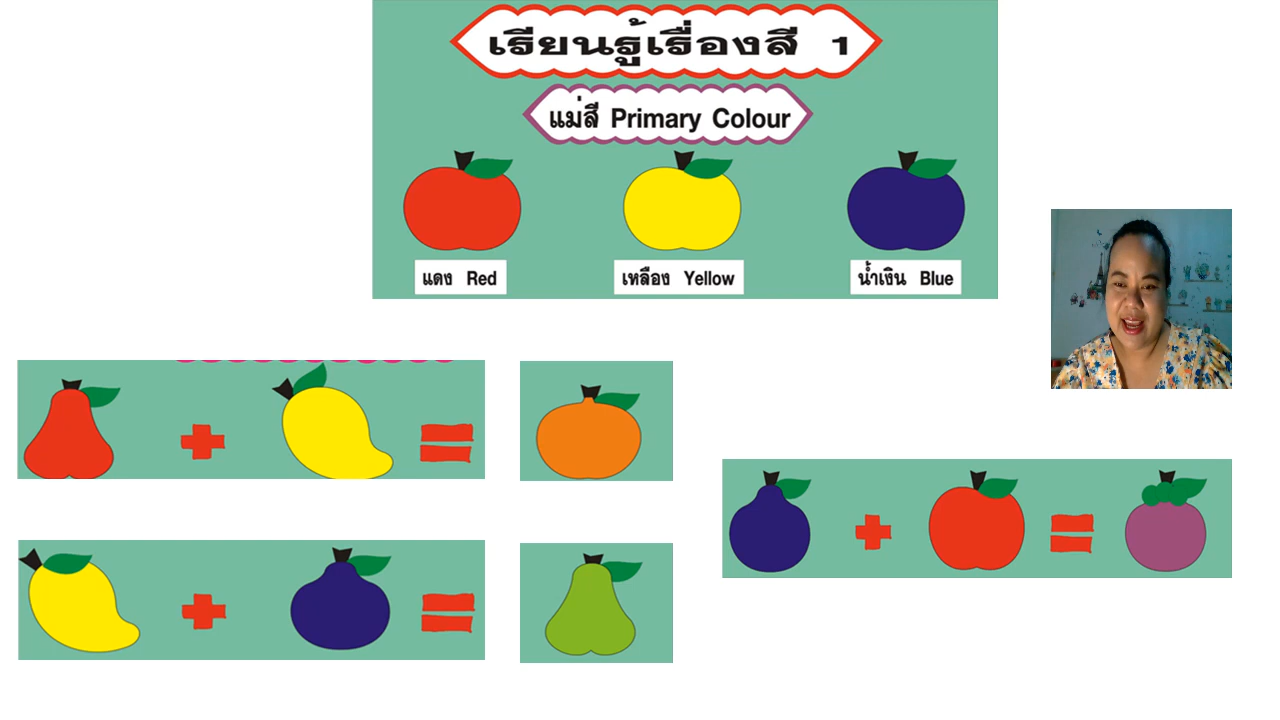 เรียนรู้เรื่องสี 1
แม่สี Primary Colour
แดง Red
เหลือง Yellow
น้ำเงิน Blue